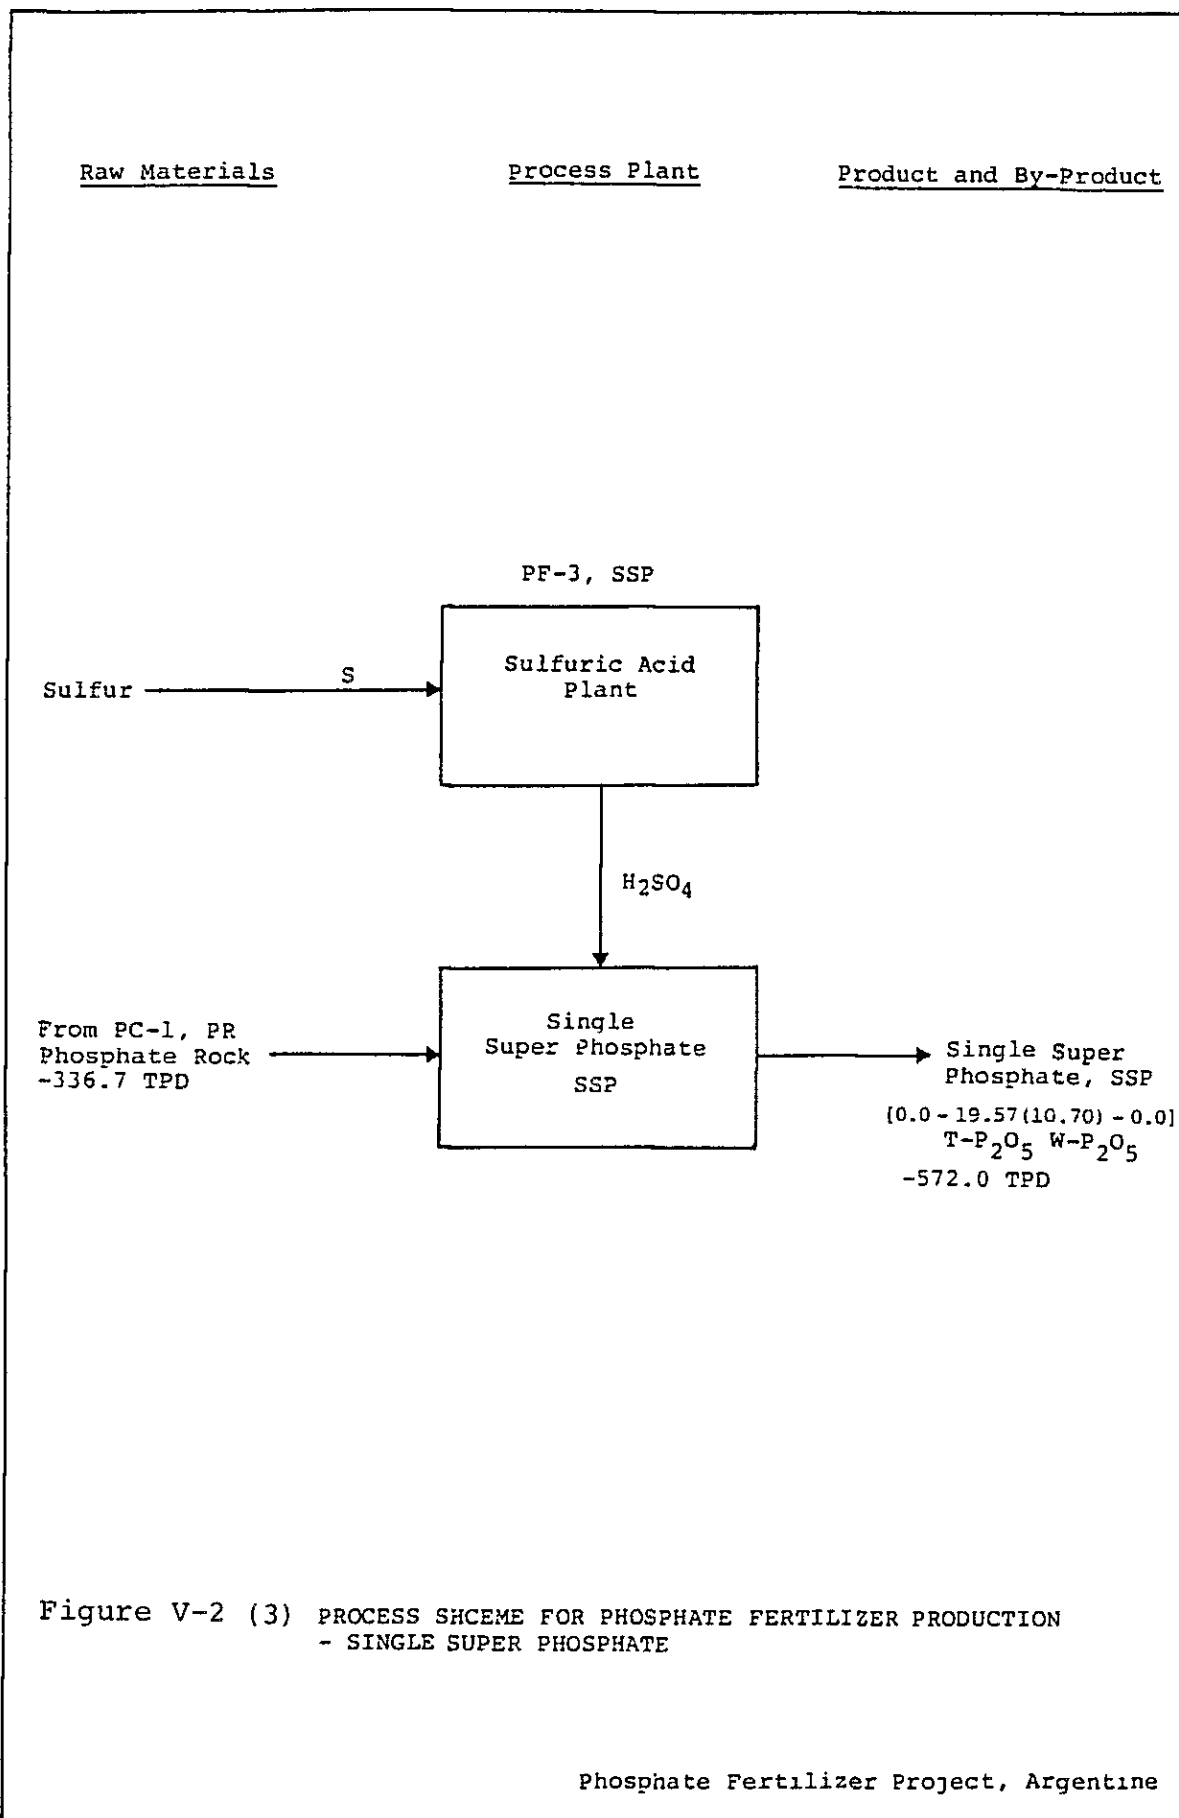 Raw Materials
Process Plant
Product and By-Product
PF-3, SSP
Sulfuric Acid
Plant
Sulfur
S
H₂SO₄
From PC-1, PR
Phosphate Rock
-336.7 TPD
Single
Super Phosphate
SSP
Single Super
Phosphate, SSP
[0.0 - 19.57(10.70) - 0.0]
T-P₂O₅ W-P₂O₅
-572.0 TPD
Figure V-2 (3) PROCESS SHCEME FOR PHOSPHATE FERTILIZER PRODUCTION
- SINGLE SUPER PHOSPHATE
Phosphate Fertilizer Project, Argentine